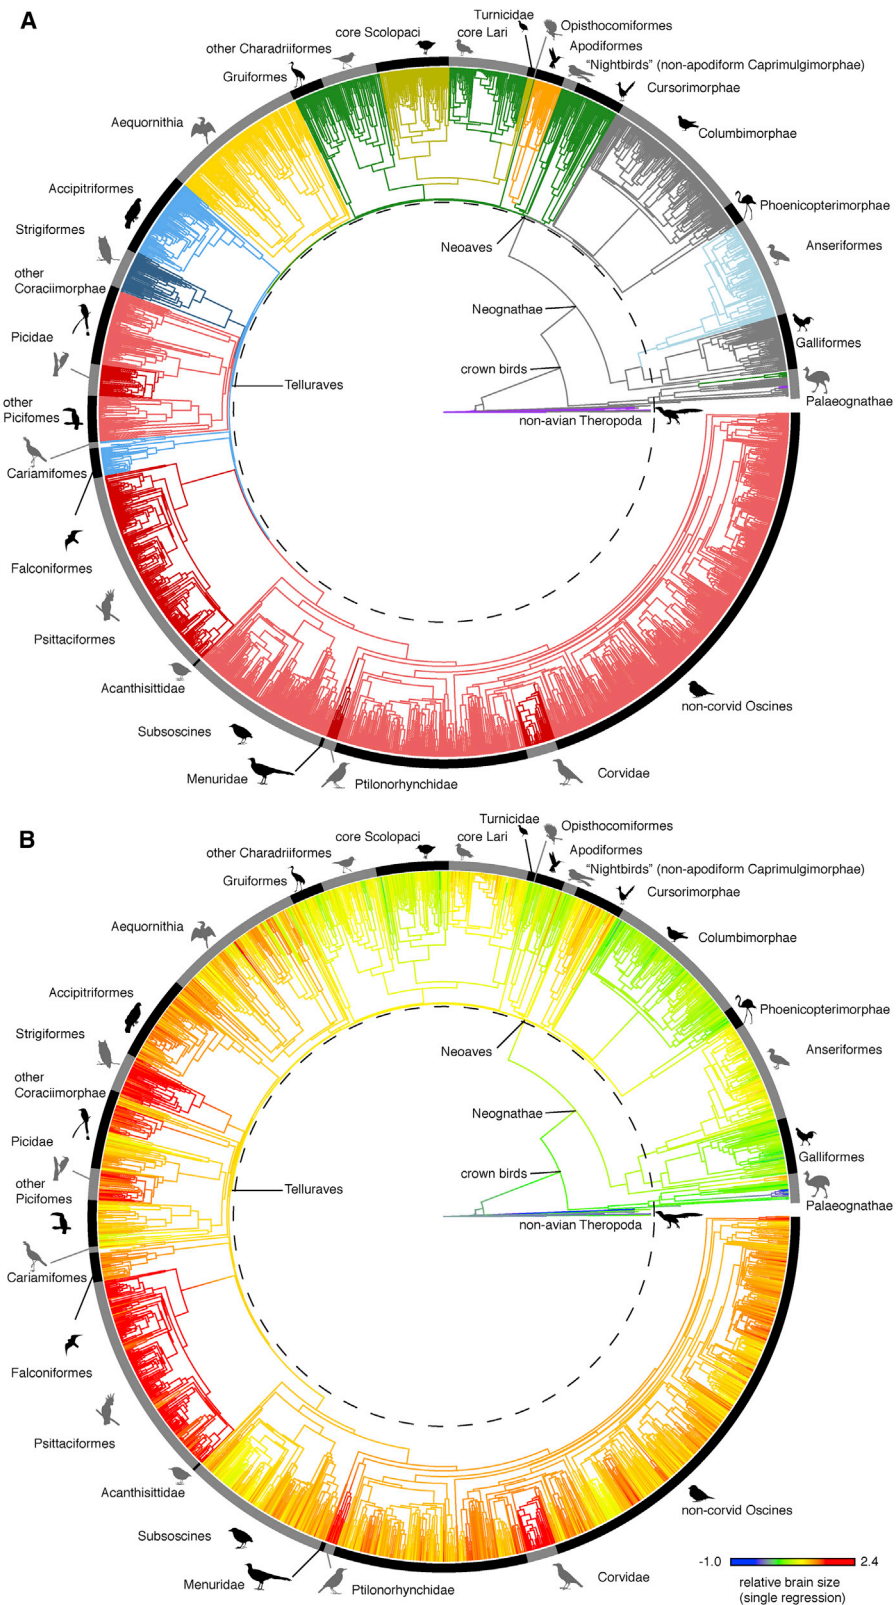 A
Turnicidae
Opisthocomiformes
core Scolopaci
core Lari
other Charadriiformes
Apodiformes
Gruiformes
“Nightbirds” (non-apodiform Caprimulgimorphae)
Cursorimorphae
Aequornithia
Columbimorphae
Accipitriformes
Phoenicopterimorphae
Strigiformes
Neoaves
Anseriformes
other
Coraciimorphae
Neognathae
Picidae
Galliformes
crown birds
Telluraves
other
Picifomes
Palaeognathae
non-avian Theropoda
Cariamifomes
Falconiformes
Psittaciformes
Acanthisittidae
non-corvid Oscines
Subsoscines
Menuridae
Ptilonorhynchidae
Corvidae
B
Turnicidae
Opisthocomiformes
core Scolopaci
core Lari
other Charadriiformes
Apodiformes
Gruiformes
“Nightbirds” (non-apodiform Caprimulgimorphae)
Cursorimorphae
Aequornithia
Columbimorphae
Accipitriformes
Phoenicopterimorphae
Strigiformes
Neoaves
Anseriformes
other
Coraciimorphae
Neognathae
Picidae
Galliformes
crown birds
Telluraves
other
Picifomes
Palaeognathae
non-avian Theropoda
Cariamifomes
Falconiformes
Psittaciformes
Acanthisittidae
non-corvid Oscines
Subsoscines
Menuridae
Ptilonorhynchidae
Corvidae
-1.0
2.4
relative brain size
(single regression)